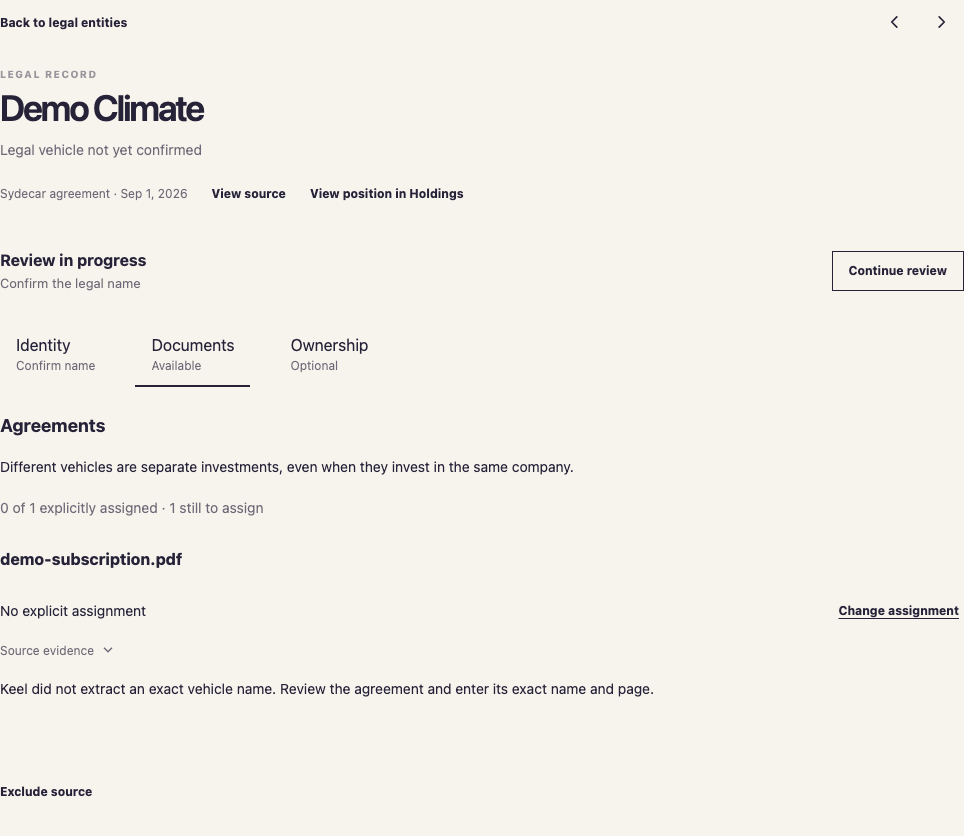 Back to legal entities
LEGAL RECORD
Demo Climate
Legal vehicle not yet confirmed
Sydecar agreement · Sep 1, 2026 View source View position in Holdings
Review in progress
Confirm the legal name
Continue review
Identity Documents Ownership
Confirm name Available Optional
Agreements
Different vehicles are separate investments, even when they invest in the same company.
0 of 1 explicitly assigned · 1 still to assign
demo-subscription.pdf
No explicit assignment Change assignment
Source evidence
Keel did not extract an exact vehicle name. Review the agreement and enter its exact name and page.
Exclude source